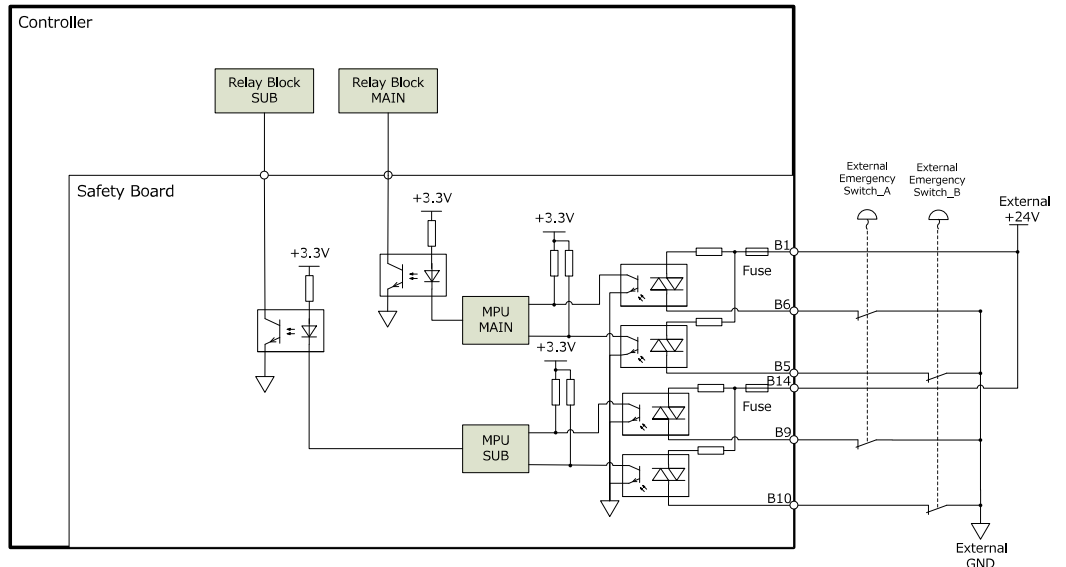 Controller
Relay Block
SUB
Relay Block
MAIN
Safety Board
+3.3V
+3.3V
+3.3V
MPU
MAIN
+3.3V
MPU
SUB
B1
Fuse
B6
B5
B14
Fuse
B9
B10
External
Emergency
Switch_A
External
Emergency
Switch_B
External
+24V
External
GND